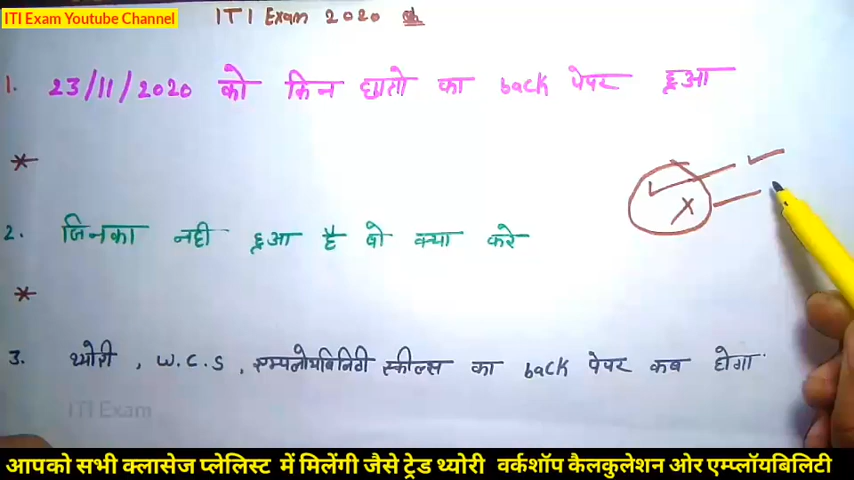 ITI Exam Youtube Channel
ITI Exam 2020
1. 23/11/2020 को किन छात्रो का back पेपर हुआ
*
2. जिनका नही हुआ है वो क्या करे
*
3. थ्योरी , W.C.S , एम्पलोयबिलिटी स्कील्स का back पेपर कब होगा
ITI Exam
आपको सभी क्लासेज प्लेलिस्ट में मिलेंगी जैसे ट्रेड थ्योरी वर्कशॉप कैलकुलेशन ओर एम्प्लॉयबिलिटी